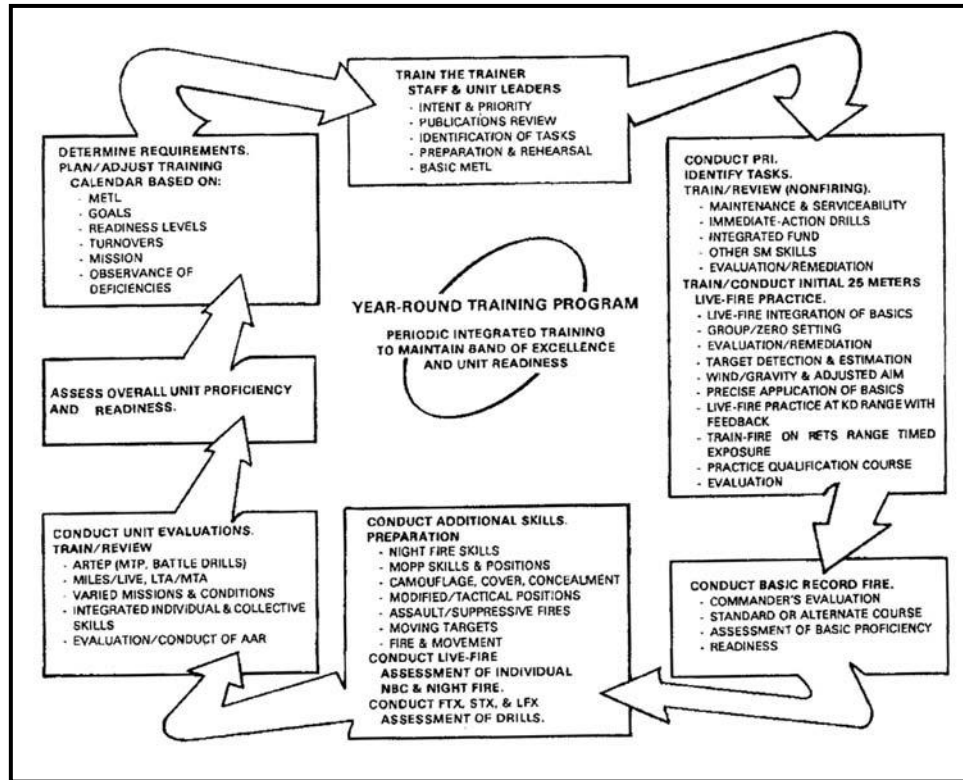 TRAIN THE TRAINER
STAFF & UNIT LEADERS
- INTENT & PRIORITY
- PUBLICATIONS REVIEW
- IDENTIFICATION OF TASKS
- PREPARATION & REHEARSAL
- BASIC METL
DETERMINE REQUIREMENTS.
PLAN/ADJUST TRAINING
CALENDAR BASED ON:
- METL
- GOALS
- READINESS LEVELS
- TURNOVERS
- MISSION
- OBSERVANCE OF
DEFICIENCIES
CONDUCT PRI.
IDENTIFY TASKS.
TRAIN/REVIEW (NONFIRING).
- MAINTENANCE & SERVICEABILITY
- IMMEDIATE-ACTION DRILLS
- INTEGRATED FUND
- OTHER SM SKILLS
- EVALUATION/REMEDIATION
TRAIN/CONDUCT INITIAL 25 METERS
LIVE-FIRE PRACTICE.
- LIVE-FIRE INTEGRATION OF BASICS
- GROUP/ZERO SETTING
- EVALUATION/REMEDIATION
- TARGET DETECTION & ESTIMATION
- WIND/GRAVITY & ADJUSTED AIM
- PRECISE APPLICATION OF BASICS
- LIVE-FIRE PRACTICE AT KD RANGE WITH
FEEDBACK
- TRAIN-FIRE ON RETS RANGE TIMED
EXPOSURE
- PRACTICE QUALIFICATION COURSE
- EVALUATION
YEAR-ROUND TRAINING PROGRAM
PERIODIC INTEGRATED TRAINING
TO MAINTAIN BAND OF EXCELLENCE
AND UNIT READINESS
ASSESS OVERALL UNIT PROFICIENCY
AND READINESS.
CONDUCT UNIT EVALUATIONS.
TRAIN/REVIEW
- ARTEP (MTP, BATTLE DRILLS)
- MILES/LIVE, LTA/MTA
- VARIED MISSIONS & CONDITIONS
- INTEGRATED INDIVIDUAL & COLLECTIVE
SKILLS
- EVALUATION/CONDUCT OF AAR
CONDUCT ADDITIONAL SKILLS.
PREPARATION
- NIGHT FIRE SKILLS
- MOPP SKILLS & POSITIONS
- CAMOUFLAGE, COVER, CONCEALMENT
- MODIFIED/TACTICAL POSITIONS
- ASSAULT/SUPPRESSIVE FIRES
- MOVING TARGETS
- FIRE & MOVEMENT
CONDUCT LIVE-FIRE
ASSESSMENT OF INDIVIDUAL
NBC & NIGHT FIRE.
CONDUCT FTX, STX, & LFX
ASSESSMENT OF DRILLS.
CONDUCT BASIC RECORD FIRE.
- COMMANDER'S EVALUATION
- STANDARD OR ALTERNATE COURSE
- ASSESSMENT OF BASIC PROFICIENCY
- READINESS